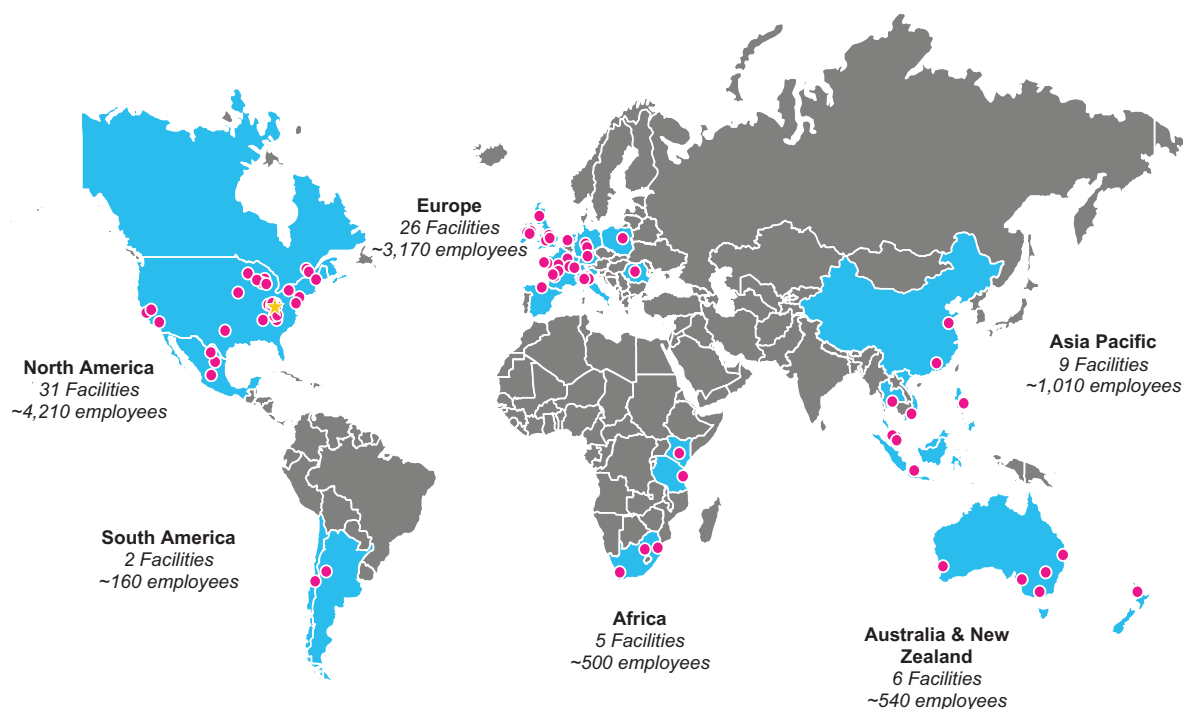 Europe
26 Facilities
~3,170 employees
North America
31 Facilities
~4,210 employees
Asia Pacific
9 Facilities
~1,010 employees
South America
2 Facilities
~160 employees
Africa
5 Facilities
~500 employees
Australia & New
Zealand
6 Facilities
~540 employees